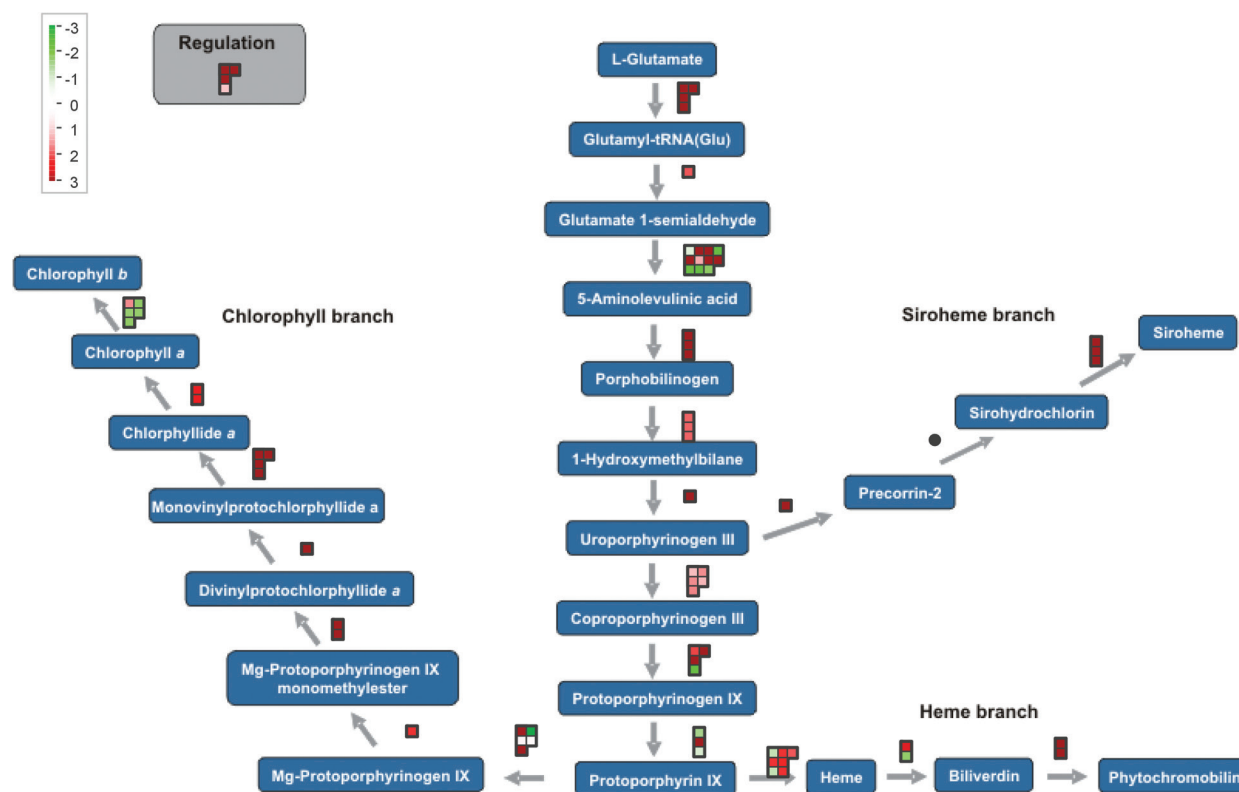 -3
-2
-1
0
1
2
3
Regulation
L-Glutamate
Glutamyl-tRNA(Glu)
Glutamate 1-semialdehyde
5-Aminolevulinic acid
Porphobilinogen
1-Hydroxymethylbilane
Uroporphyrinogen III
Coproporphyrinogen III
Protoporphyrinogen IX
Protoporphyrin IX
Chlorophyll branch
Chlorophyll b
Chlorophyll a
Chlorphyllide a
Monovinylprotochlorphyllide a
Divinylprotochlorphyllide a
Mg-Protoporphyrinogen IX
monomethylester
Mg-Protoporphyrinogen IX
Siroheme branch
Siroheme
Sirohydrochlorin
Precorrin-2
Heme branch
Heme
Biliverdin
Phytochromobilin